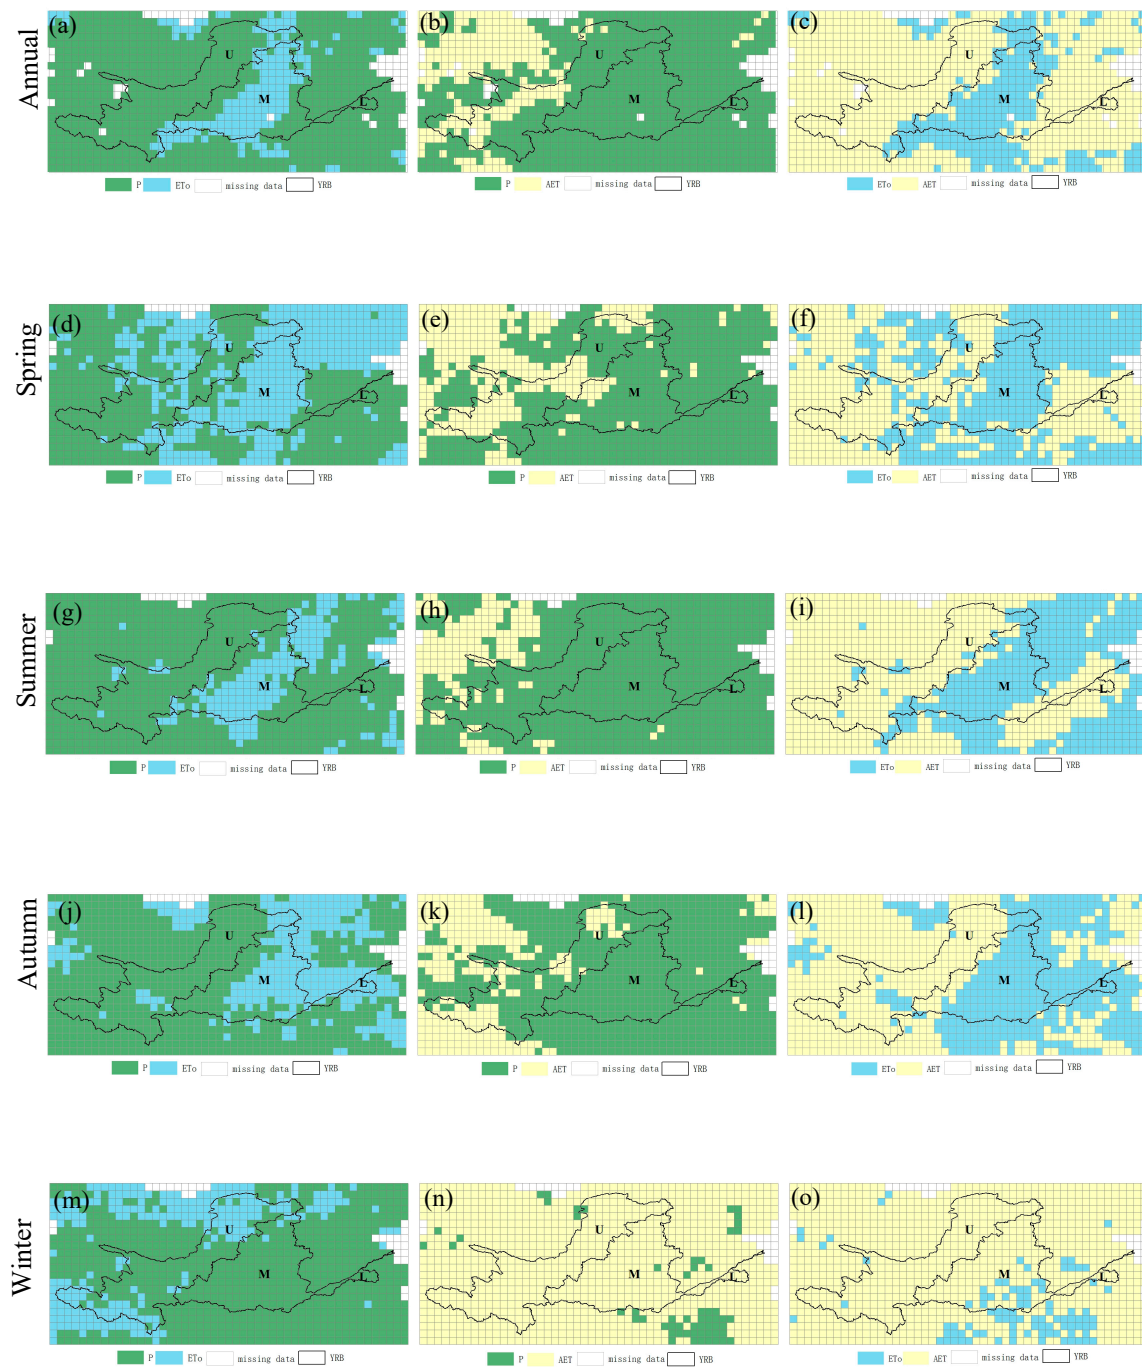 Annual
(a) U M
(b) U M L
(c) U M L
P ETo missing data YRB
P AET missing data YRB
ETo AET missing data YRB
Spring
(d) U M L
(e) U M L
(f) U M L
P ETo missing data YRB
P AET missing data YRB
ETo AET missing data YRB
Summer
(g) U M L
(h) U M L
(i) U M L
P ETo missing data YRB
P AET missing data YRB
ETo AET missing data YRB
Autumn
(j) U M L
(k) U M L
(l) U M L
P ETo missing data YRB
P AET missing data YRB
ETo AET missing data YRB
Winter
(m) U M L
(n) U M L
(o) U M L
P ETo missing data YRB
P AET missing data YRB
ETo AET missing data YRB